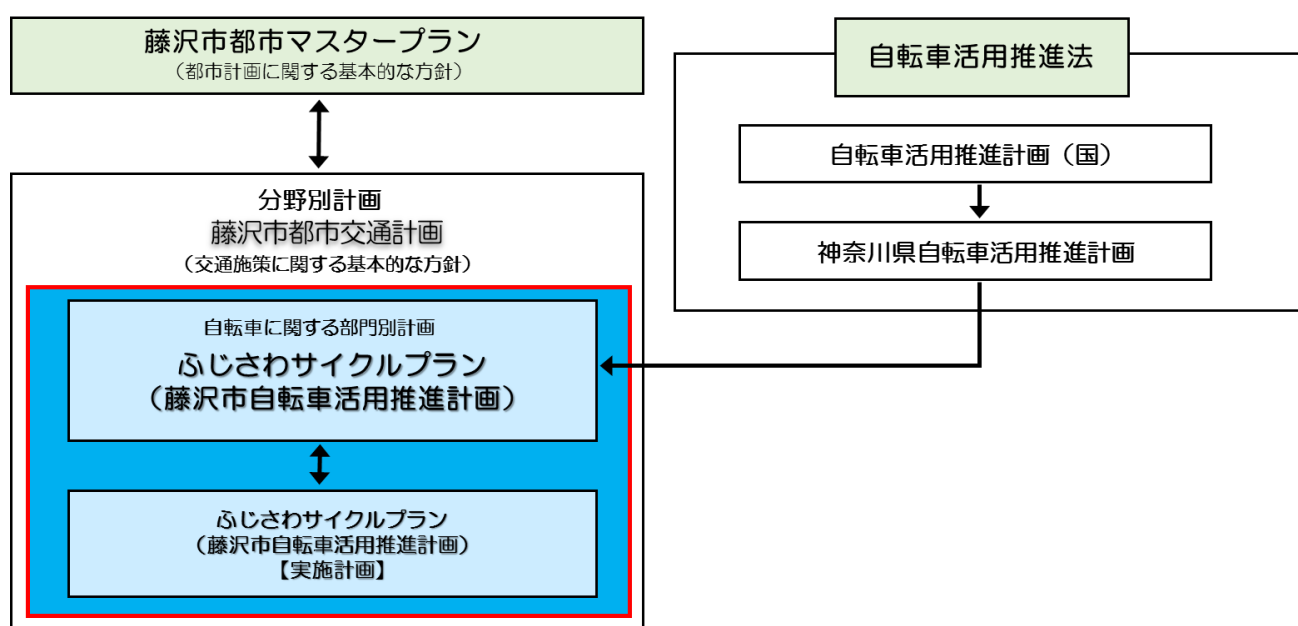 藤沢市都市マスタープラン
（都市計画に関する基本的な方針）
分野別計画
藤沢市都市交通計画
（交通施策に関する基本的な方針）
自転車に関する部門別計画
ふじさわサイクルプラン
（藤沢市自転車活用推進計画）
ふじさわサイクルプラン
（藤沢市自転車活用推進計画）
【実施計画】
自転車活用推進法
自転車活用推進計画（国）
神奈川県自転車活用推進計画